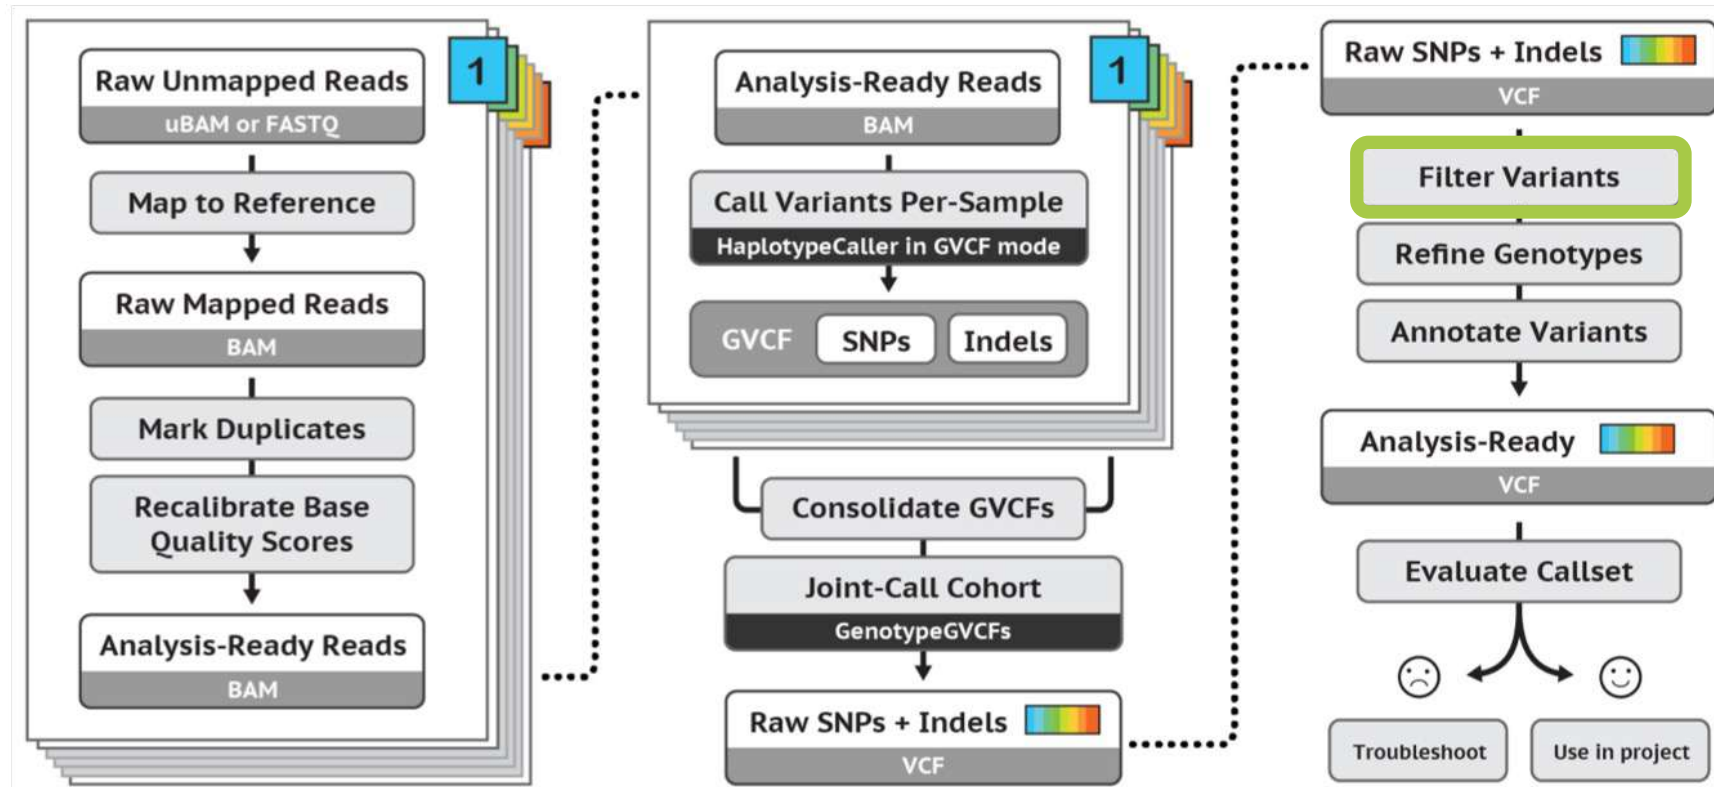 1
Raw Unmapped Reads
uBAM or FASTQ
Map to Reference
Raw Mapped Reads
BAM
Mark Duplicates
Recalibrate Base
Quality Scores
Analysis-Ready Reads
BAM
1
Analysis-Ready Reads
BAM
Call Variants Per-Sample
HaplotypeCaller in GVCF mode
GVCF SNPs Indels
Consolidate GVCFs
Joint-Call Cohort
GenotypeGVCFs
Raw SNPs + Indels
VCF
Raw SNPs + Indels
VCF
Filter Variants
Refine Genotypes
Annotate Variants
Analysis-Ready
VCF
Evaluate Callset
Troubleshoot
Use in project